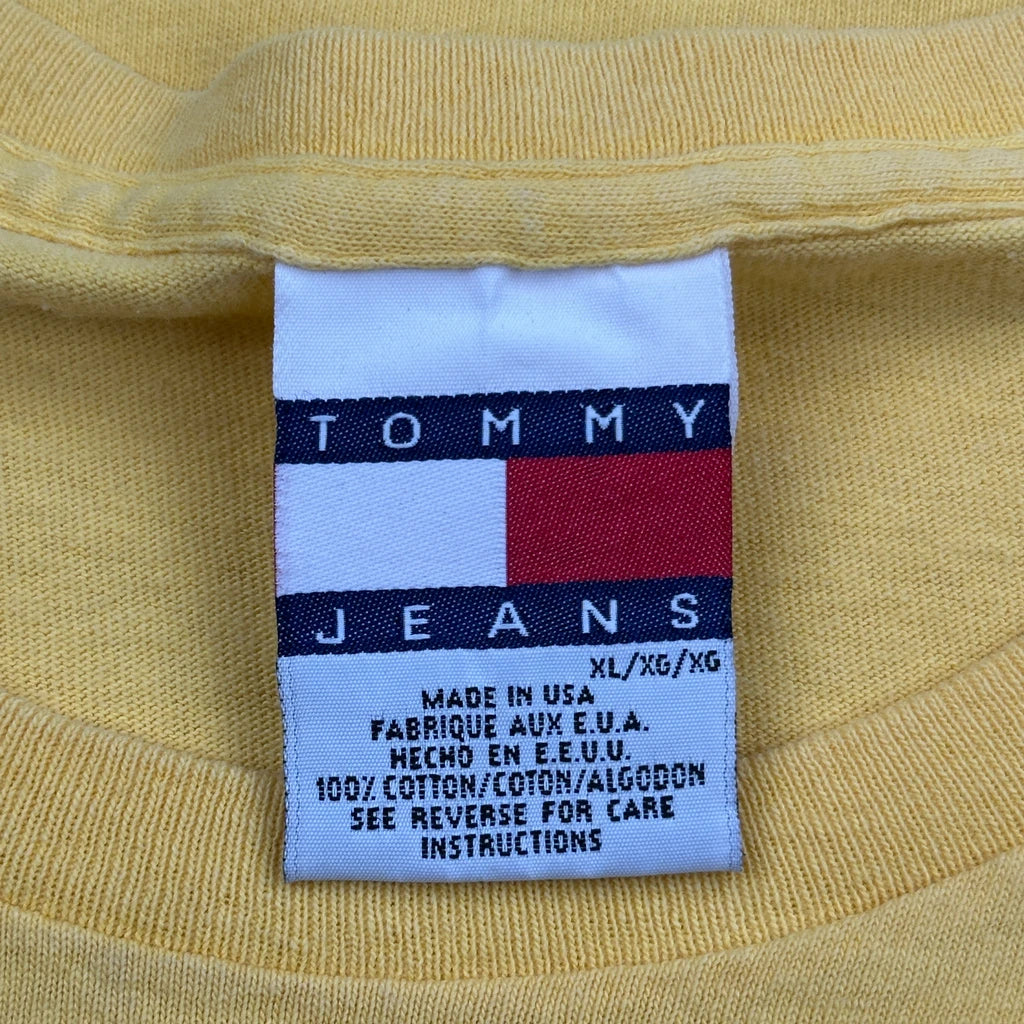 TOMMY
JEANS
XL/XG/XG
MADE IN USA
FABRIQUE AUX E.U.A.
HECHO EN E.E.U.U.
100% COTTON/COTON/ALGODON
SEE REVERSE FOR CARE
INSTRUCTIONS